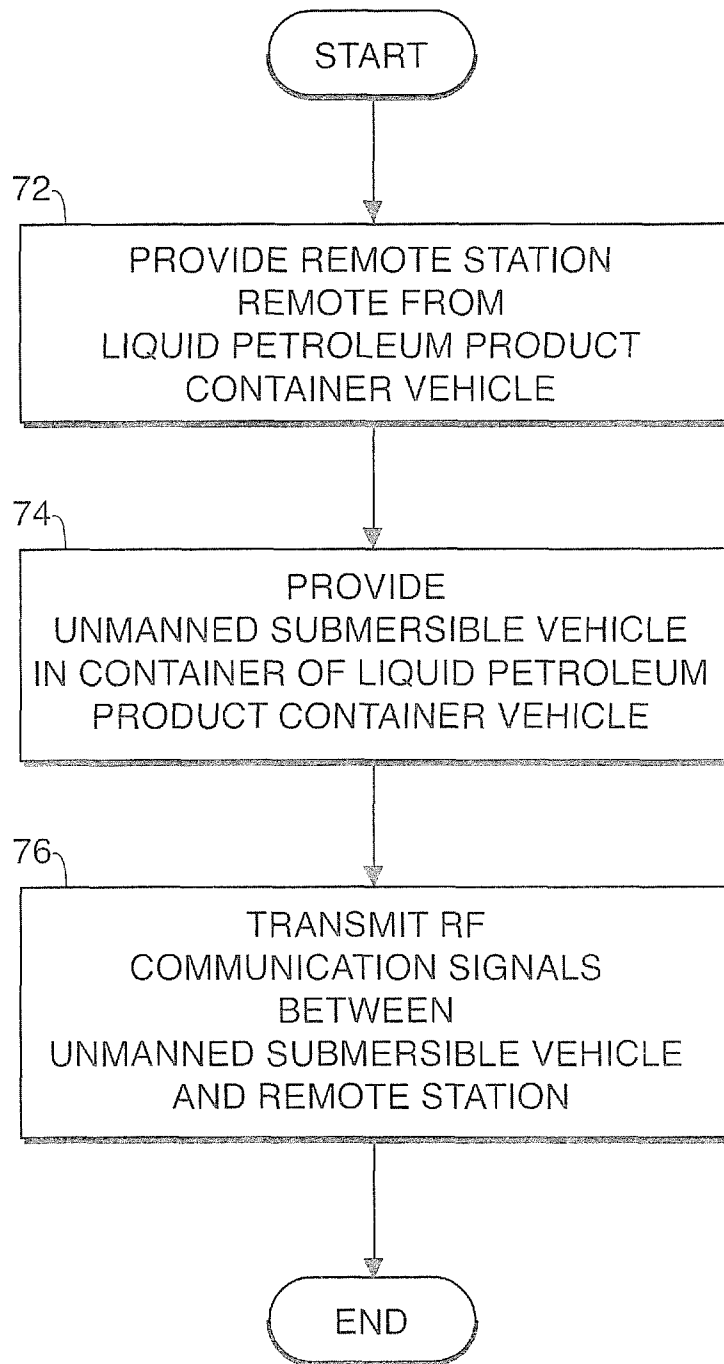 START
72
PROVIDE REMOTE STATION
REMOTE FROM
LIQUID PETROLEUM PRODUCT
CONTAINER VEHICLE
74
PROVIDE
UNMANNED SUBMERSIBLE VEHICLE
IN CONTAINER OF LIQUID PETROLEUM
PRODUCT CONTAINER VEHICLE
76
TRANSMIT RF
COMMUNICATION SIGNALS
BETWEEN
UNMANNED SUBMERSIBLE VEHICLE
AND REMOTE STATION
END